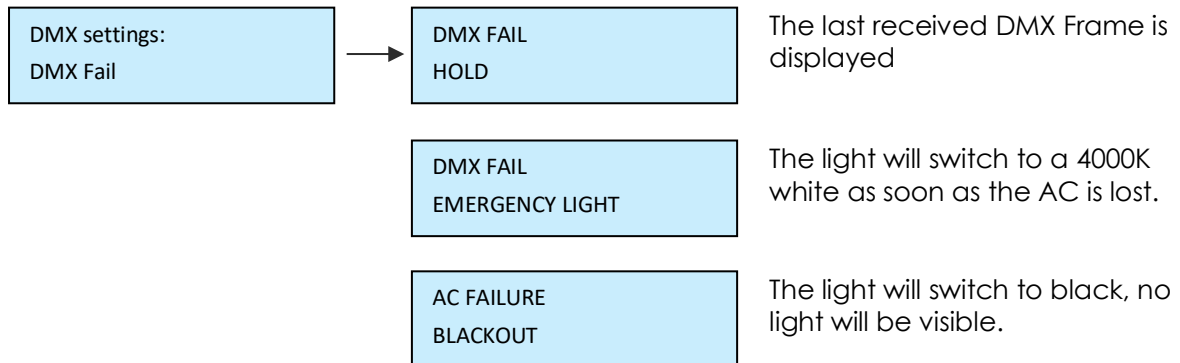 DMX settings:
DMX Fail
DMX FAIL
HOLD
The last received DMX Frame is
displayed
DMX FAIL
EMERGENCY LIGHT
The light will switch to a 4000K
white as soon as the AC is lost.
AC FAILURE
BLACKOUT
The light will switch to black, no
light will be visible.